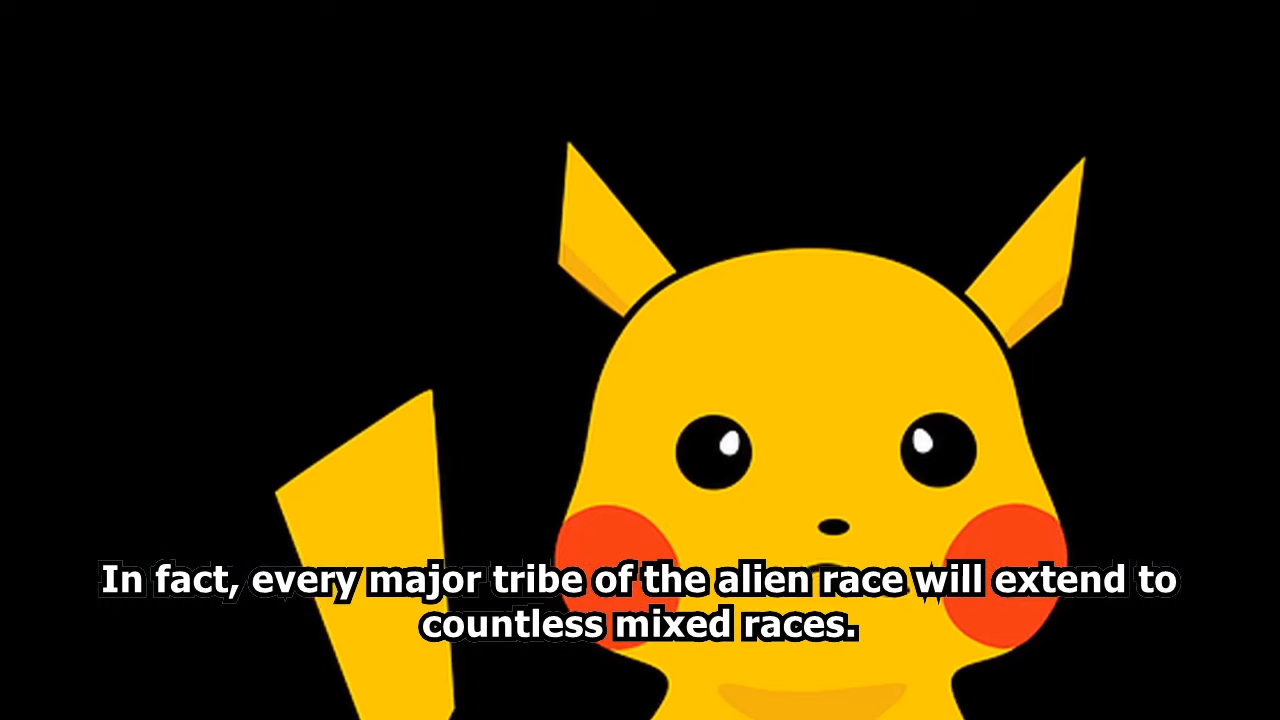 In fact, every major tribe of the alien race will extend to
countless mixed races.